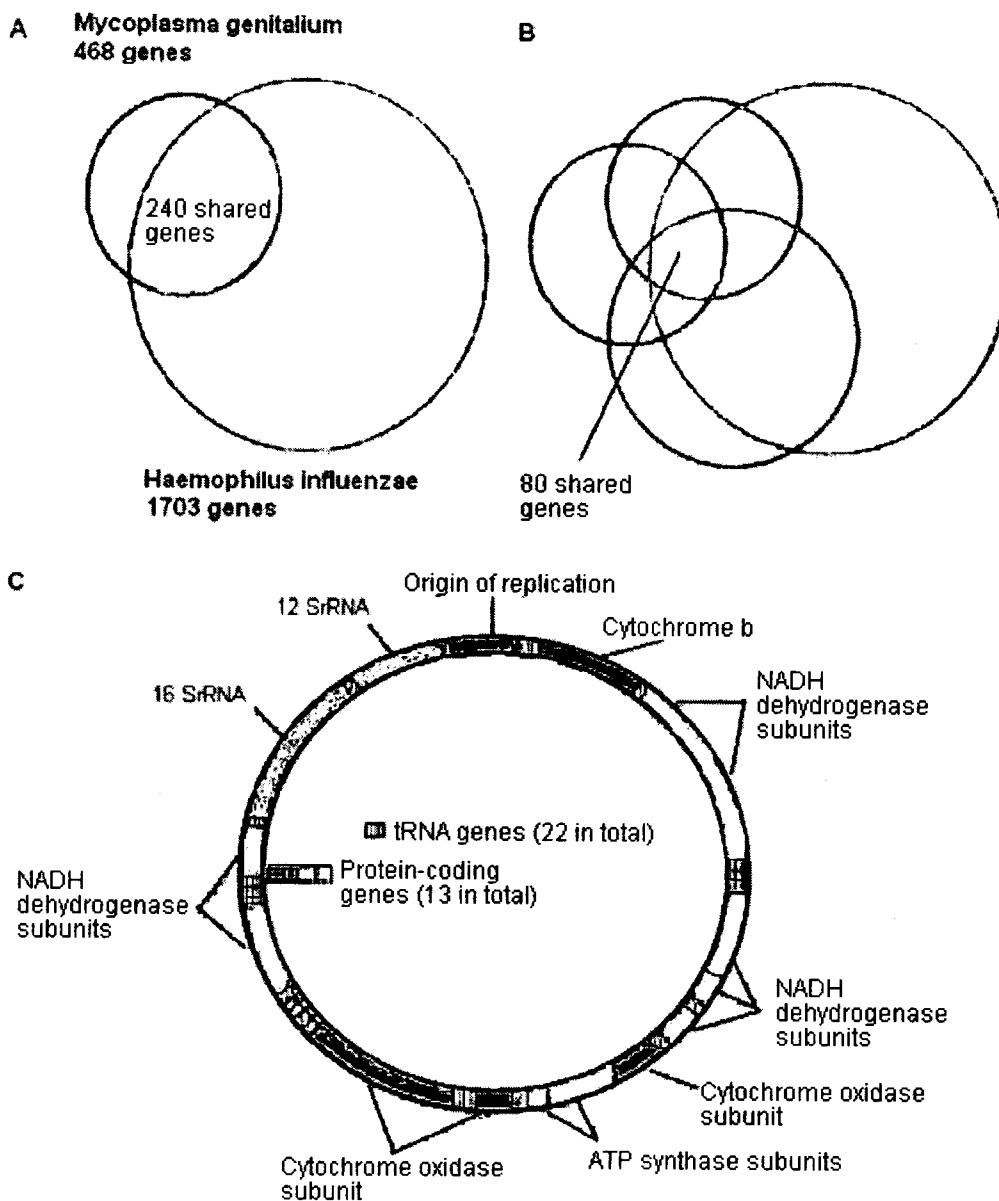 A
Mycoplasma genitalium
468 genes
240 shared
genes
Haemophilus influenzae
1703 genes
B
80 shared
genes
C
Origin of replication
12 SrRNA
Cytochrome b
16 SrRNA
NADH
dehydrogenase
subunits
tRNA genes (22 in total)
Protein-coding
genes (13 in total)
NADH
dehydrogenase
subunits
NADH
dehydrogenase
subunits
Cytochrome oxidase
subunit
ATP synthase subunits
Cytochrome oxidase
subunit